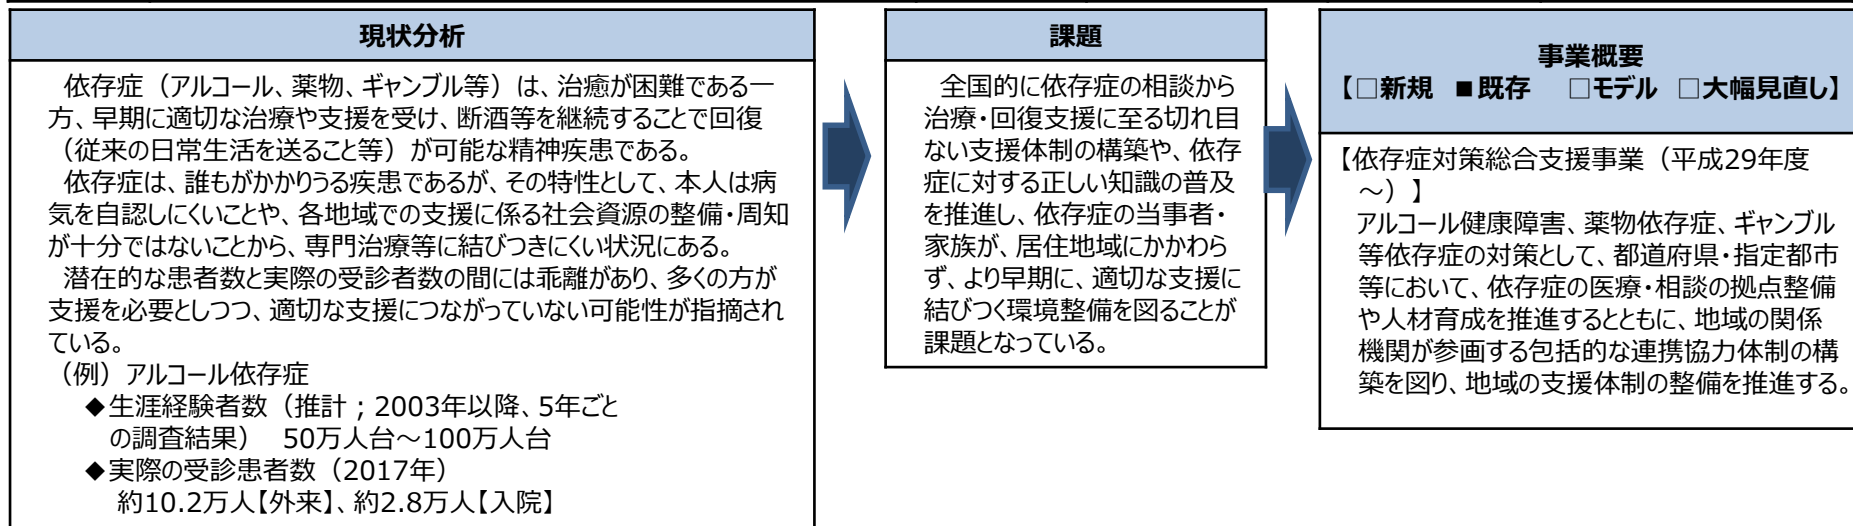 現状分析
依存症（アルコール、薬物、ギャンブル等）は、治癒が困難である一
方、早期に適切な治療や支援を受け、断酒等を継続することで回復
（従来の日常生活を送ること等）が可能な精神疾患である。
依存症は、誰もがかかりうる疾患であるが、その特性として、本人は病
気を自認しにくいことや、各地域での支援に係る社会資源の整備・周知
が十分ではないことから、専門治療等に結びつきにくい状況にある。
潜在的な患者数と実際の受診者数の間には乖離があり、多くの方が
支援を必要としつつ、適切な支援につながっていない可能性が指摘され
ている。
（例）アルコール依存症
◆生涯経験者数（推計；2003年以降、5年ごと
の調査結果）　50万人台～100万人台
◆実際の受診患者数（2017年）
約10.2万人【外来】、約2.8万人【入院】
課題
全国的に依存症の相談から
治療・回復支援に至る切れ目
ない支援体制の構築や、依存
症に対する正しい知識の普及
を推進し、依存症の当事者・
家族が、居住地域にかかわら
ず、より早期に、適切な支援に
結びつく環境整備を図ることが
課題となっている。
事業概要
【□新規　■既存　　□モデル　□大幅見直し】
【依存症対策総合支援事業（平成29年度
～）】
アルコール健康障害、薬物依存症、ギャンブル
等依存症の対策として、都道府県・指定都市
等において、依存症の医療・相談の拠点整備
や人材育成を推進するとともに、地域の関係
機関が参画する包括的な連携協力体制の構
築を図り、地域の支援体制の整備を推進する。